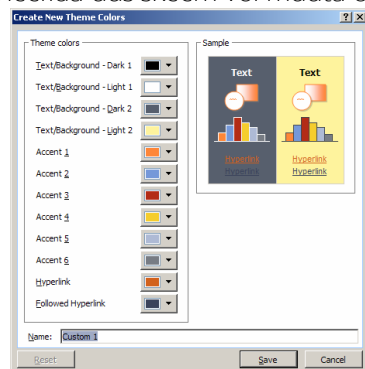 Create New Theme Colors
Theme colors
Text/Background - Dark 1
Text/Background - Light 1
Text/Background - Dark 2
Text/Background - Light 2
Accent 1
Accent 2
Accent 3
Accent 4
Accent 5
Accent 6
Hyperlink
Followed Hyperlink
Sample
Text Text
Hyperlink Hyperlink
Hyperlink Hyperlink
Name: Custom 1
Reset Save Cancel